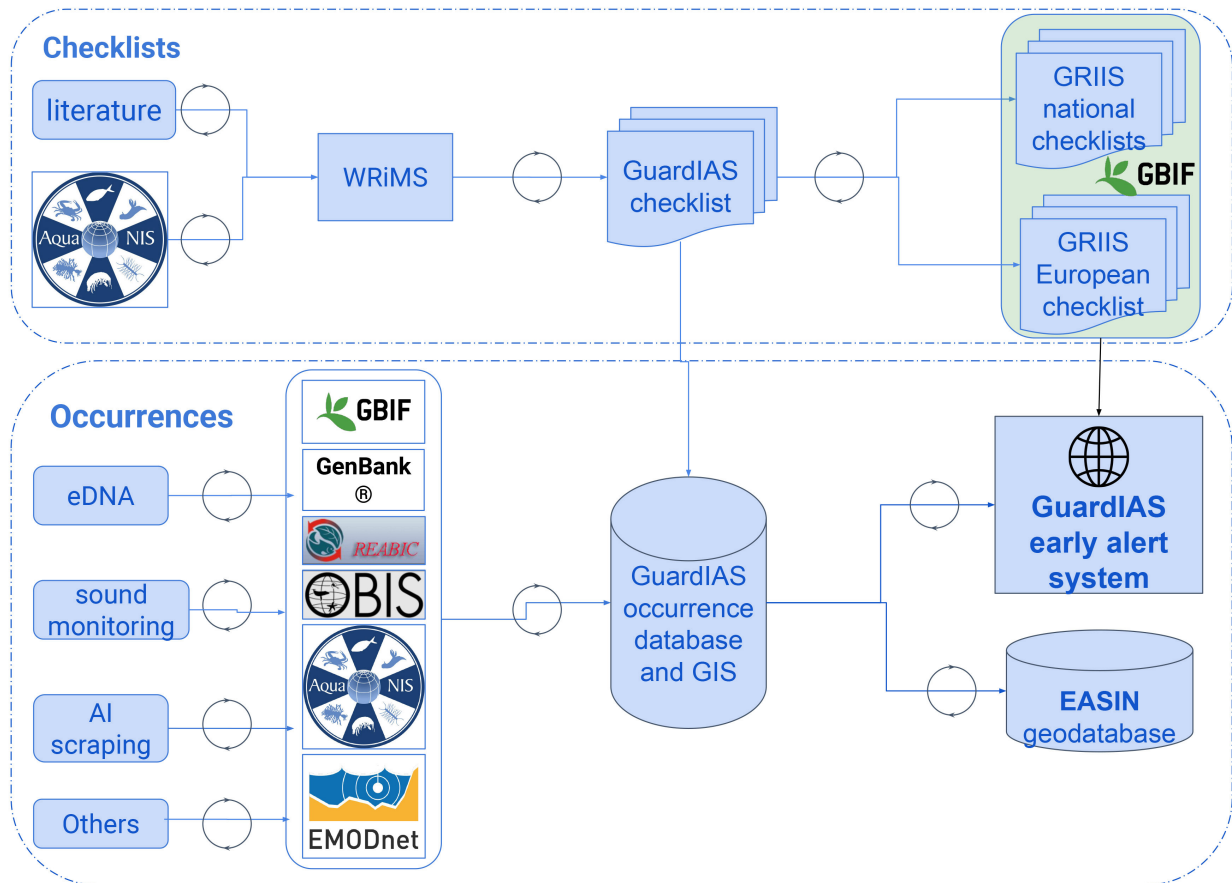 Checklists
literature
Aqua NIS
WRiMS
GuardIAS
checklist
GRIIS
national
checklists
GBIF
GRIIS
European
checklist
Occurrences
eDNA
sound
monitoring
AI
scraping
Others
GBIF
GenBank
®
REABIC
OBIS
Aqua NIS
EMODnet
GuardIAS
occurrence
database
and GIS
GuardIAS
early alert
system
EASIN
geodatabase